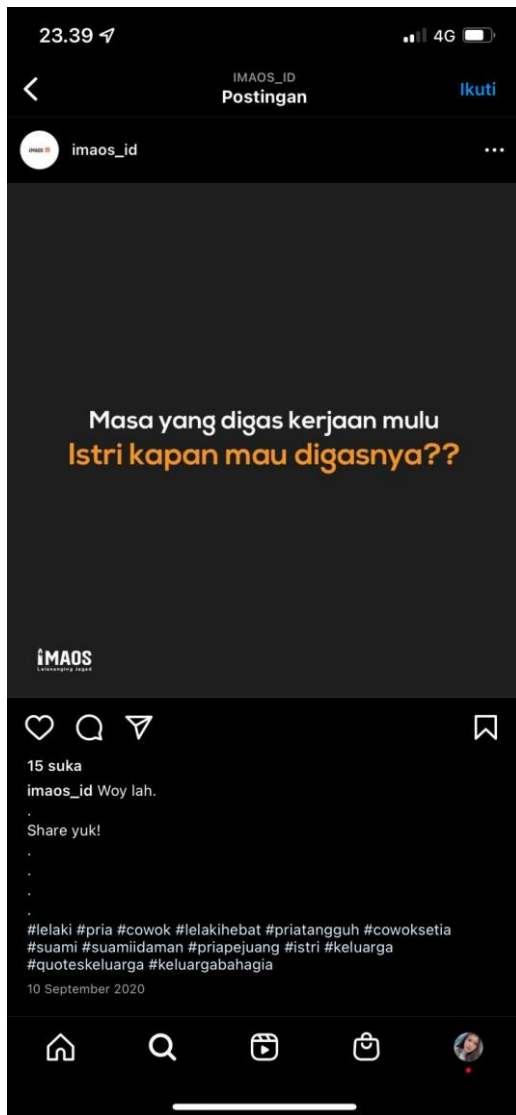 23.39
4G
IMAOS_ID
Postingan
Ikuti
imaos_id
Masa yang digas kerjaan mulu
Istri kapan mau digasnya??
iMAOS
Lelananging Jagad
15 suka
imaos_id Woy lah.
.
Share yuk!
.
.
.
.
#lelaki #pria #cowok #lelakihebat #priatangguh #cowoksetia
#suami #suamiidaman #priapejuang #istri #keluarga
#quoteskeluarga #keluargabahagia
10 September 2020